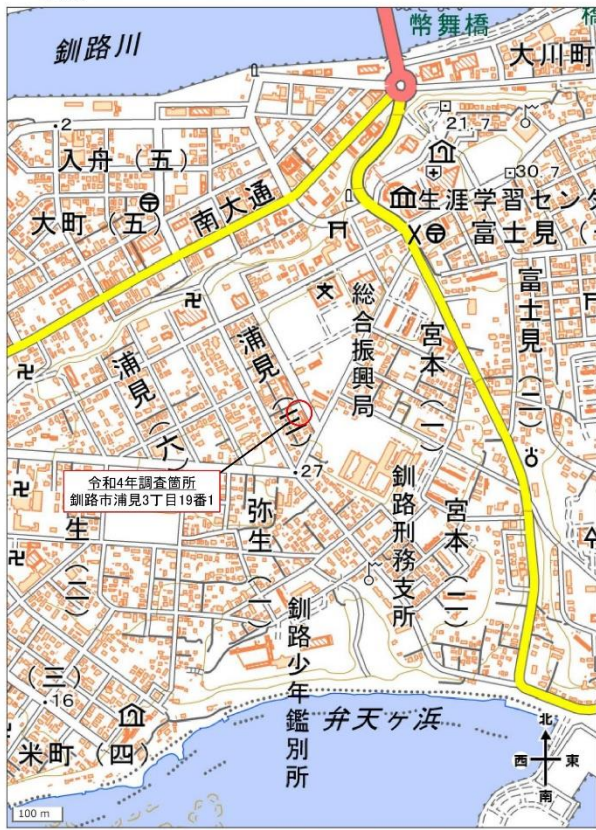 幣舞橋
釧路川
大川町
2
21.7
入舟（五）
30.7
大町（五）
南大通
生涯学習センタ
富士見（
総合振興局
富士見（二）
浦見（三）
宮本（一）
浦見（六）
27
令和4年調査箇所
釧路市浦見3丁目19番1
弥生（一）
釧路刑務支所
宮本（二）
生（二）
釧路少年鑑別所
（三）
16
弁天ヶ浜
米町（四）
北
西 東
南
100 m